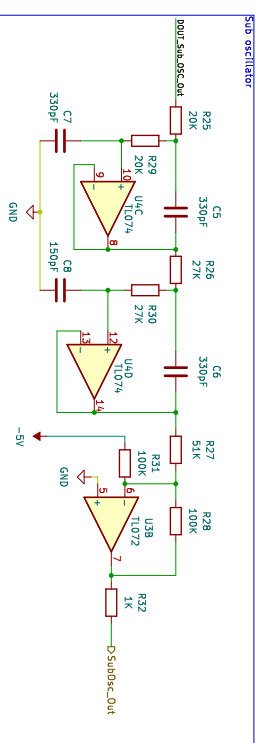 Sub oscillator
DOUT_Sub_OSC_Out
R25
20K
C5
330pF
R26
27K
C6
330pF
R27
51K
R28
100K
C7
330pF
R29
20K
10
9
8
U4C
TL074
GND
C8
150pF
R30
27K
12
13
14
U4D
TL074
-5V
R31
100K
GND
5
6
7
U3B
TL072
R32
1K
SubOsc_Out
+
-
+
-
+
-